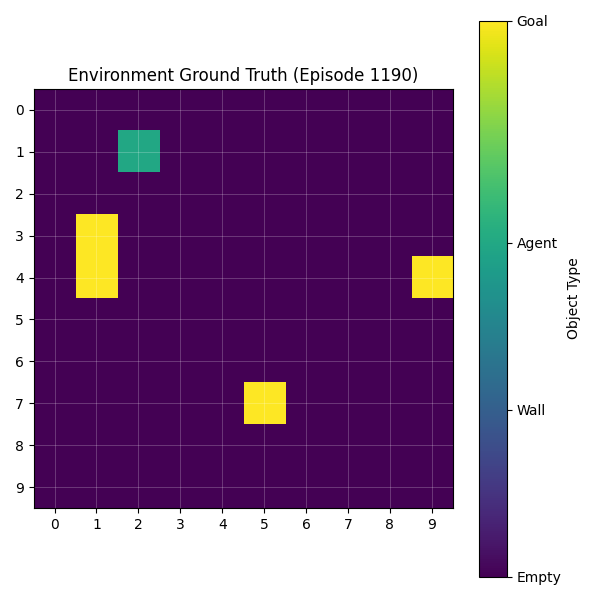 Environment Ground Truth (Episode 1190)
0
1
2
3
4
5
6
7
8
9
0 1 2 3 4 5 6 7 8 9
Goal
Agent
Wall
Empty
Object Type